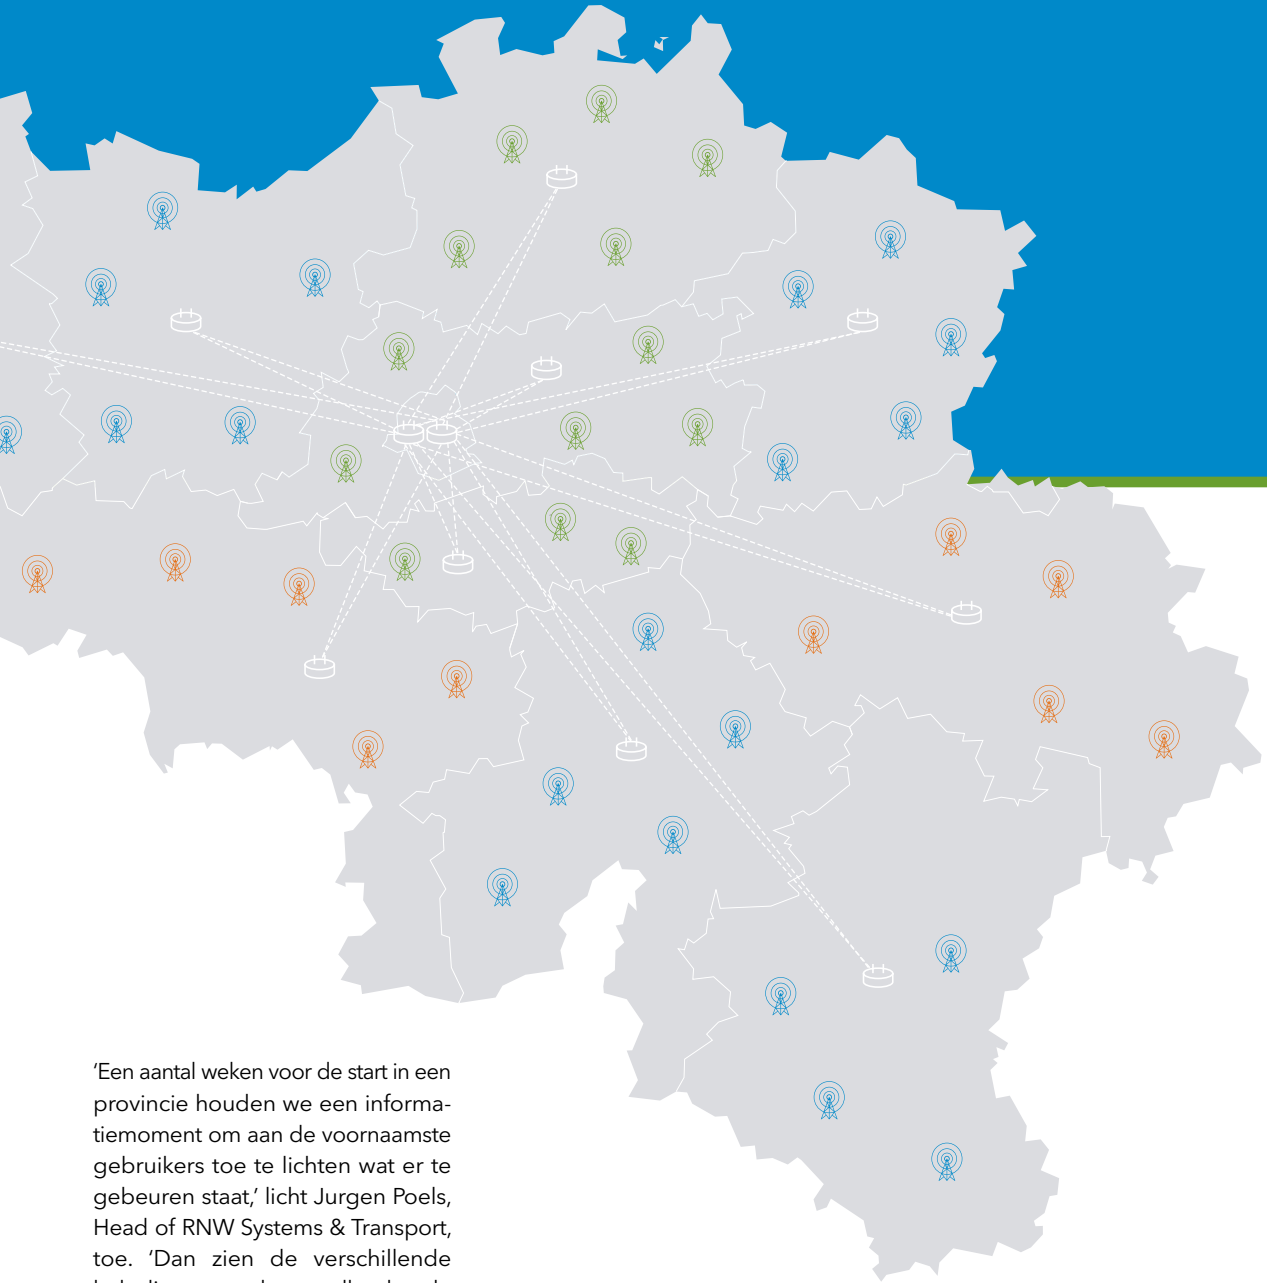 ‘Een aantal weken voor de start in een
provincie houden we een informa-
tiemoment om aan de voornaamste
gebruikers toe te lichten wat er te
gebeuren staat,’ licht Jurgen Poels,
Head of RNW Systems & Transport,
toe. ‘Dan zien de verschillende